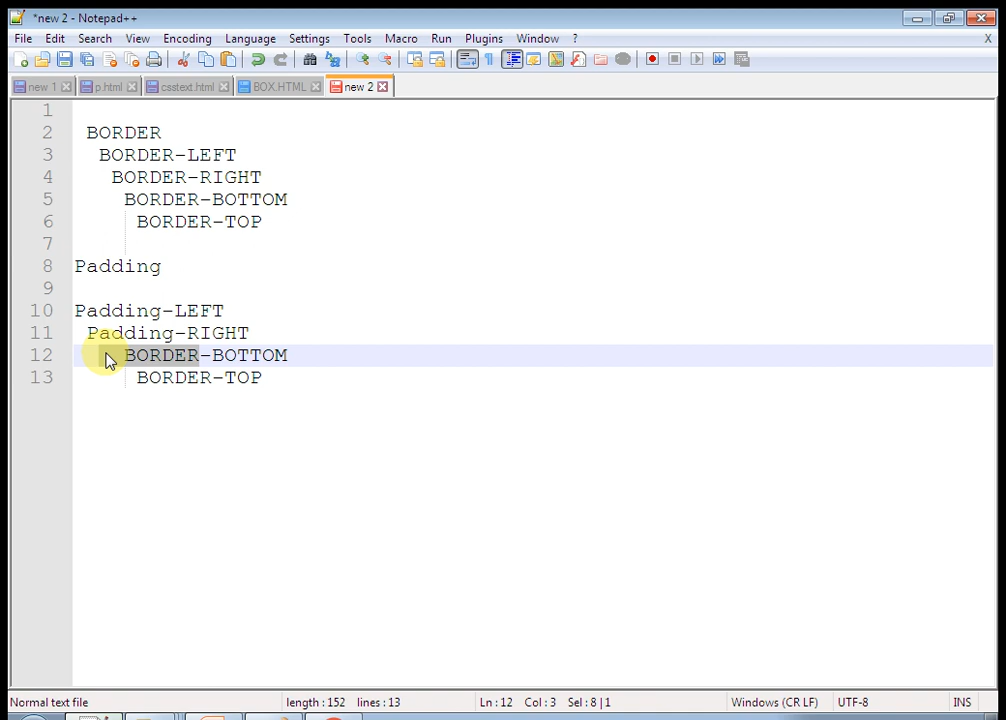 *new 2 - Notepad++
File Edit Search View Encoding Language Settings Tools Macro Run Plugins Window ? X
new 1 p.html csstext.html BOX.HTML new 2
1
2 BORDER
3 BORDER-LEFT
4 BORDER-RIGHT
5 BORDER-BOTTOM
6 BORDER-TOP
7
8 Padding
9
10 Padding-LEFT
11 Padding-RIGHT
12 BORDER-BOTTOM
13 BORDER-TOP
Normal text file length : 152 lines : 13 Ln : 12 Col : 3 Sel : 8 | 1 Windows (CR LF) UTF-8 INS